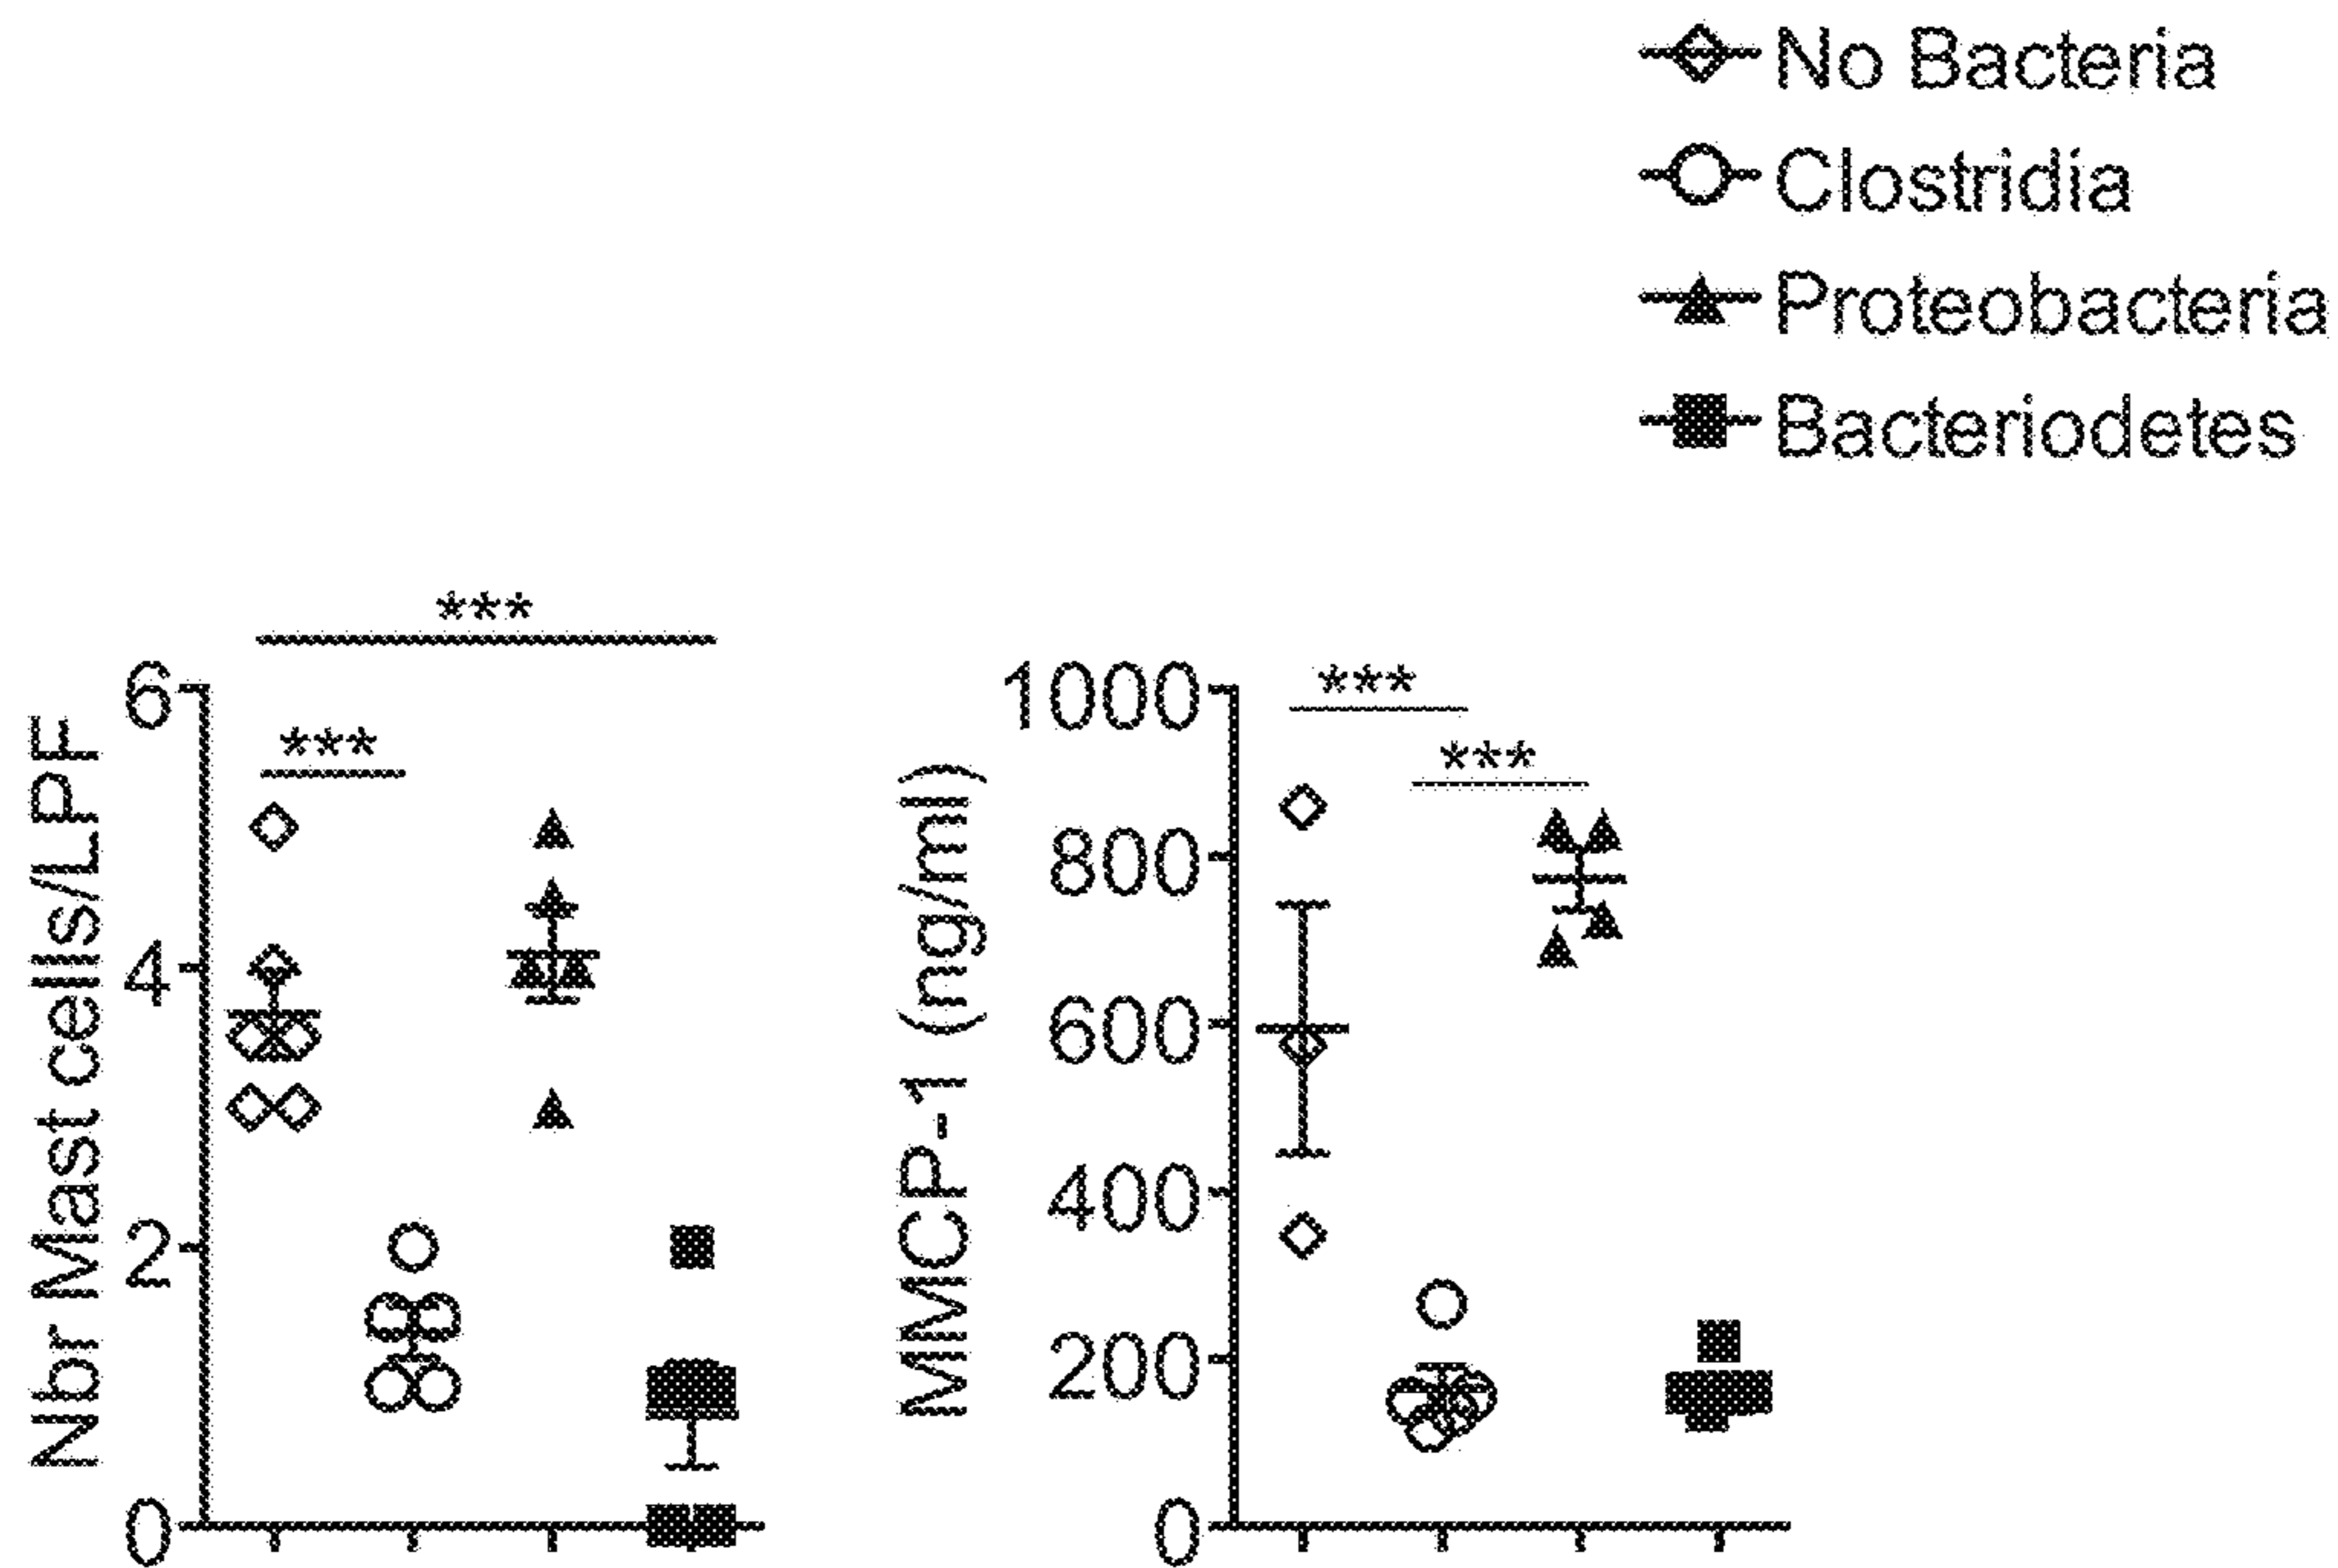 No Bacteria
Clostridia
Proteobacteria
Bacteriodetes
***
***
6
4
2
0
Nbr Mast cells/LPF
***
***
1000
800
600
400
200
0
MMCP-1 (ng/ml)